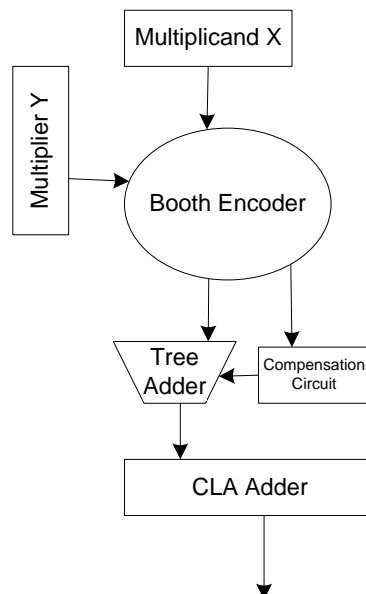 Multiplicand X
Multiplier Y
Booth Encoder
Tree
Adder
Compensation
Circuit
CLA Adder